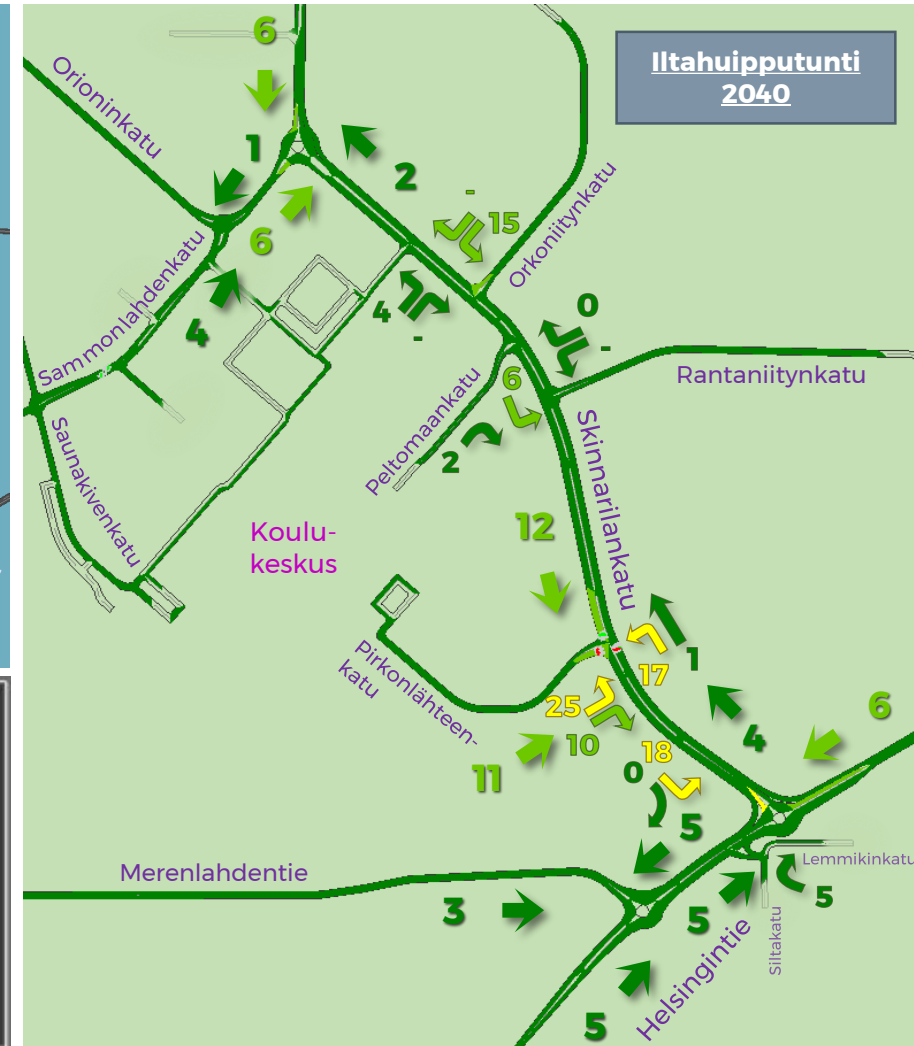 Iltahuipputunti
2040
6
Orioninkatu
1
2
-
15
6
Orkoniitynkatu
Sammonlahdenkatu
4
4
-
0
-
Rantaniitynkatu
6
Peltomaankatu
2
Skinnarilankatu
Saunakivenkatu
Koulu-
keskus
12
Pirkonlähteen-
katu
17
1
25
10
18
4
6
11
0
5
Merenlahdentie
3
Lemmikinkatu
5
5
Siltakatu
Helsingintie
5